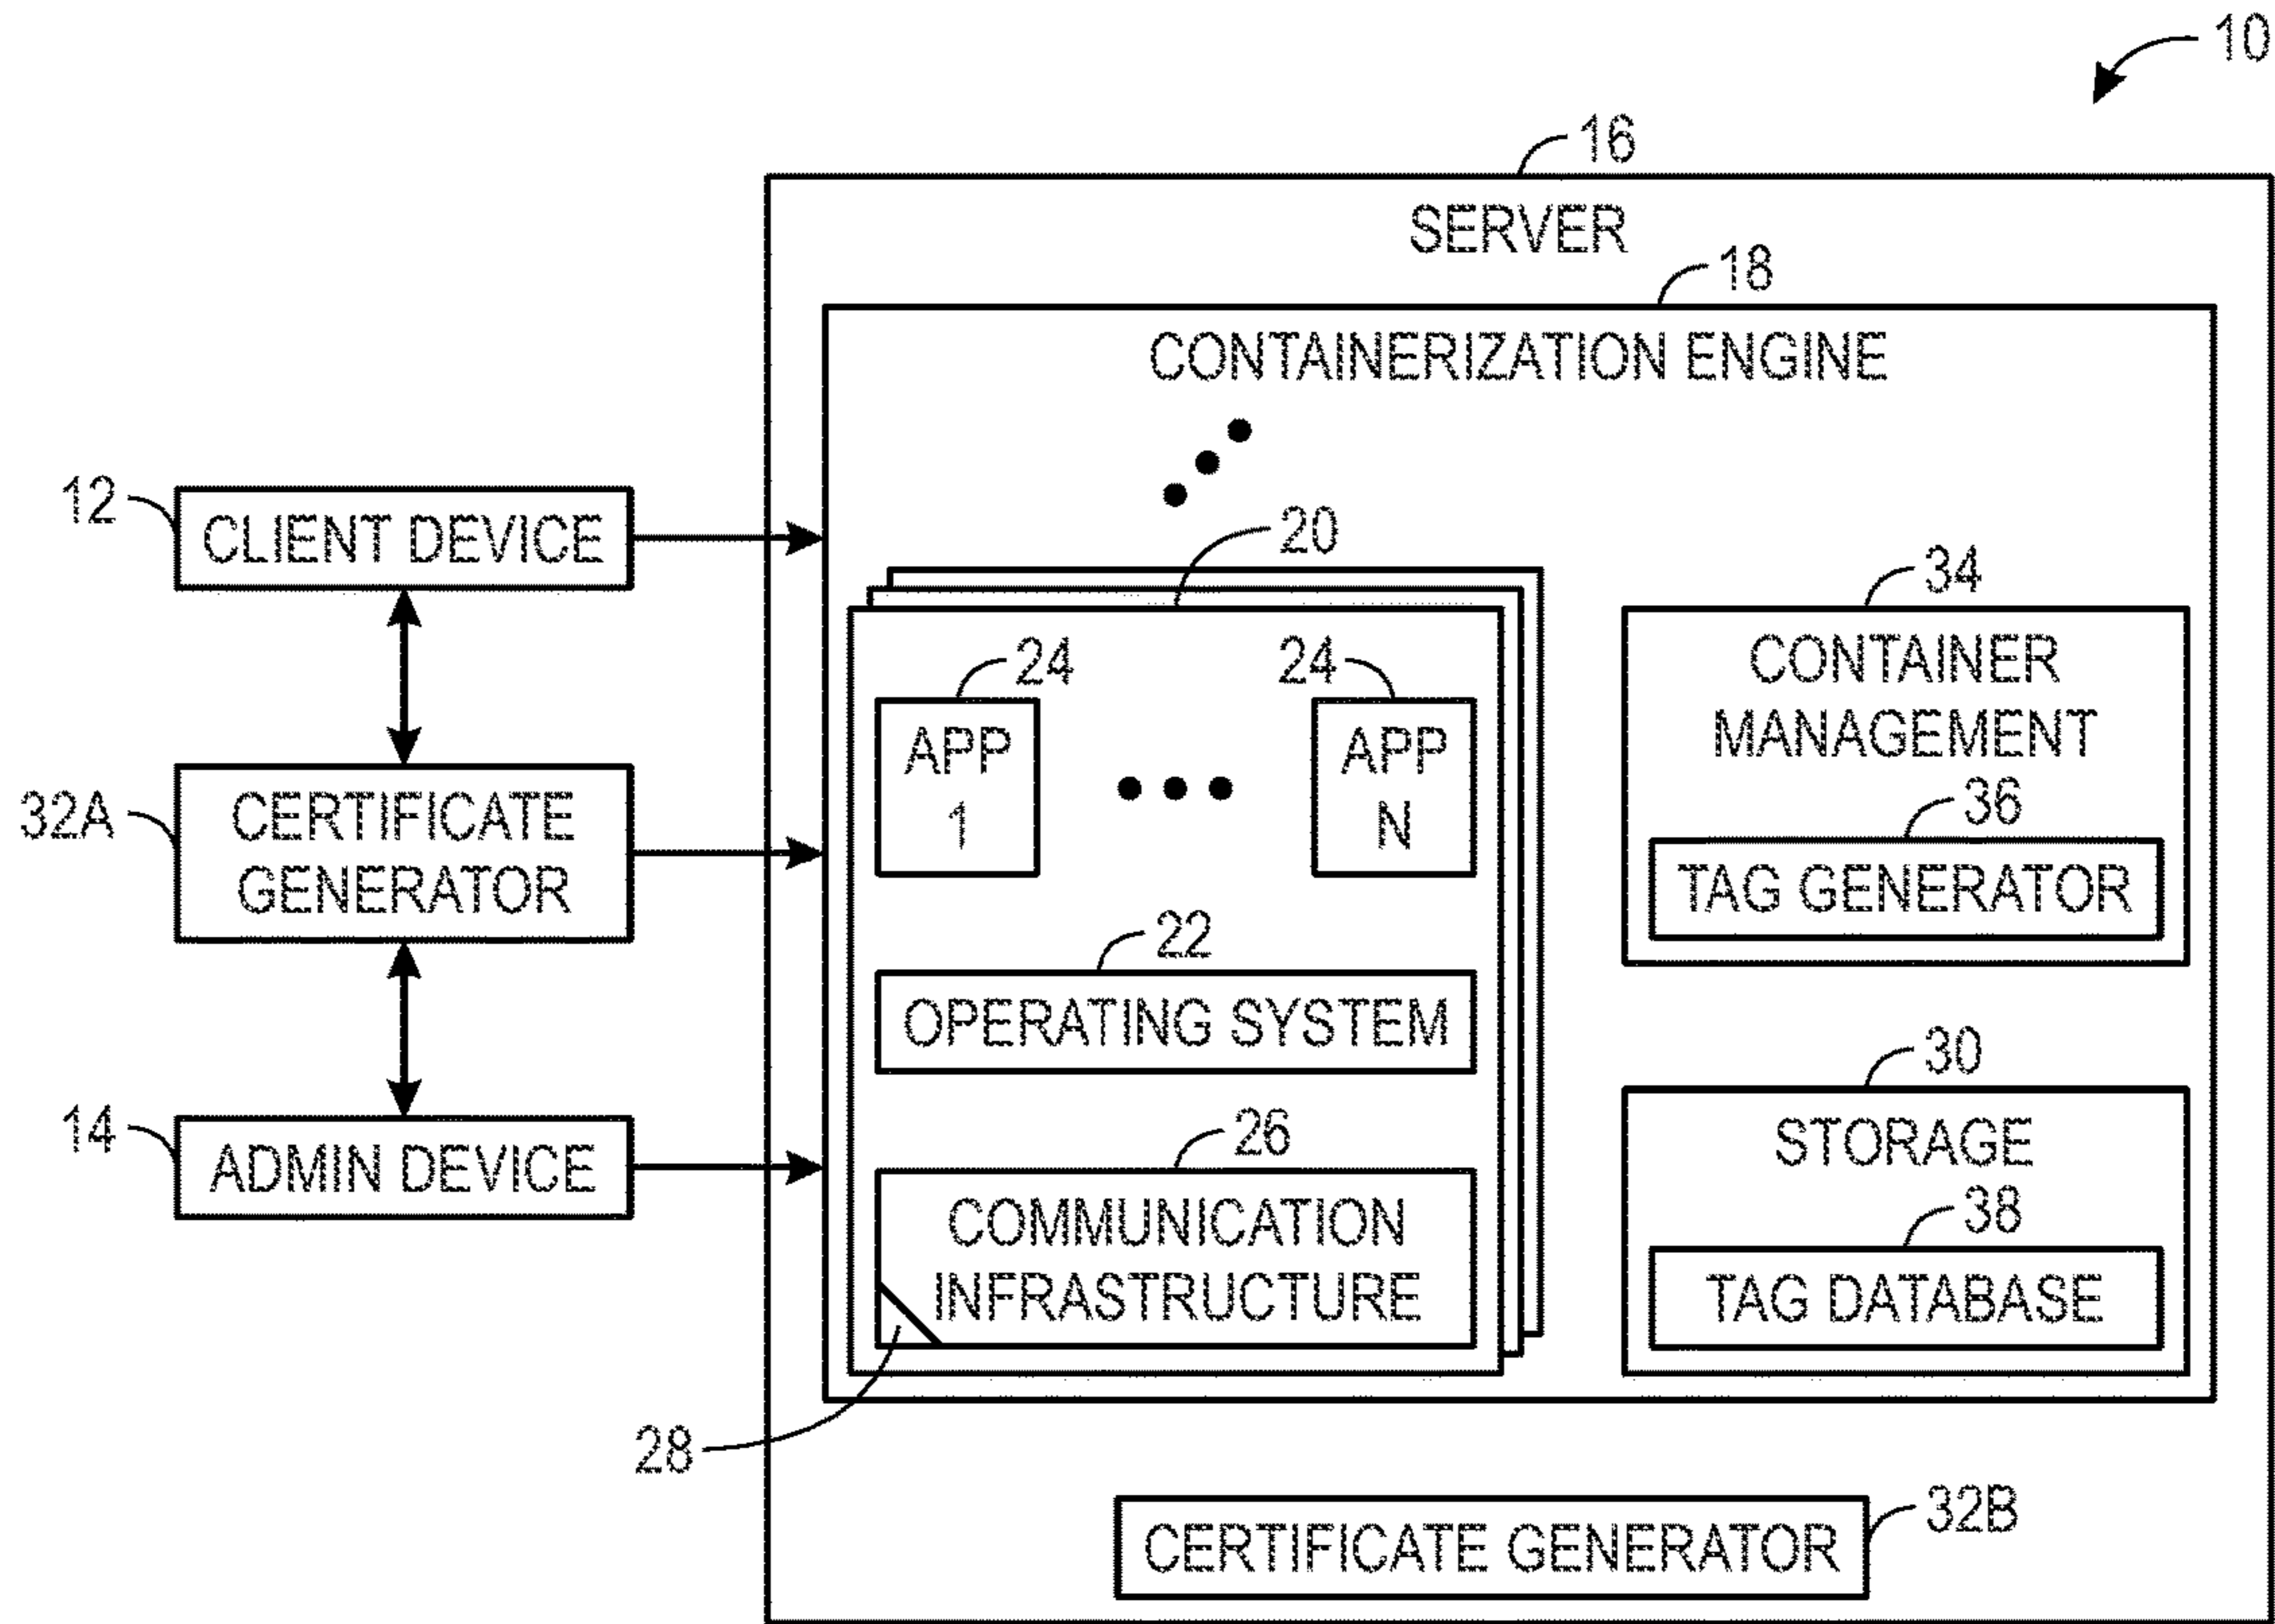 10
16
SERVER
18
CONTAINERIZATION ENGINE
12
CLIENT DEVICE
20
34
CONTAINER
MANAGEMENT
24
24
APP
1
APP
N
36
TAG GENERATOR
32A
CERTIFICATE
GENERATOR
22
OPERATING SYSTEM
30
STORAGE
14
ADMIN DEVICE
26
COMMUNICATION
INFRASTRUCTURE
38
TAG DATABASE
28
32B
CERTIFICATE GENERATOR